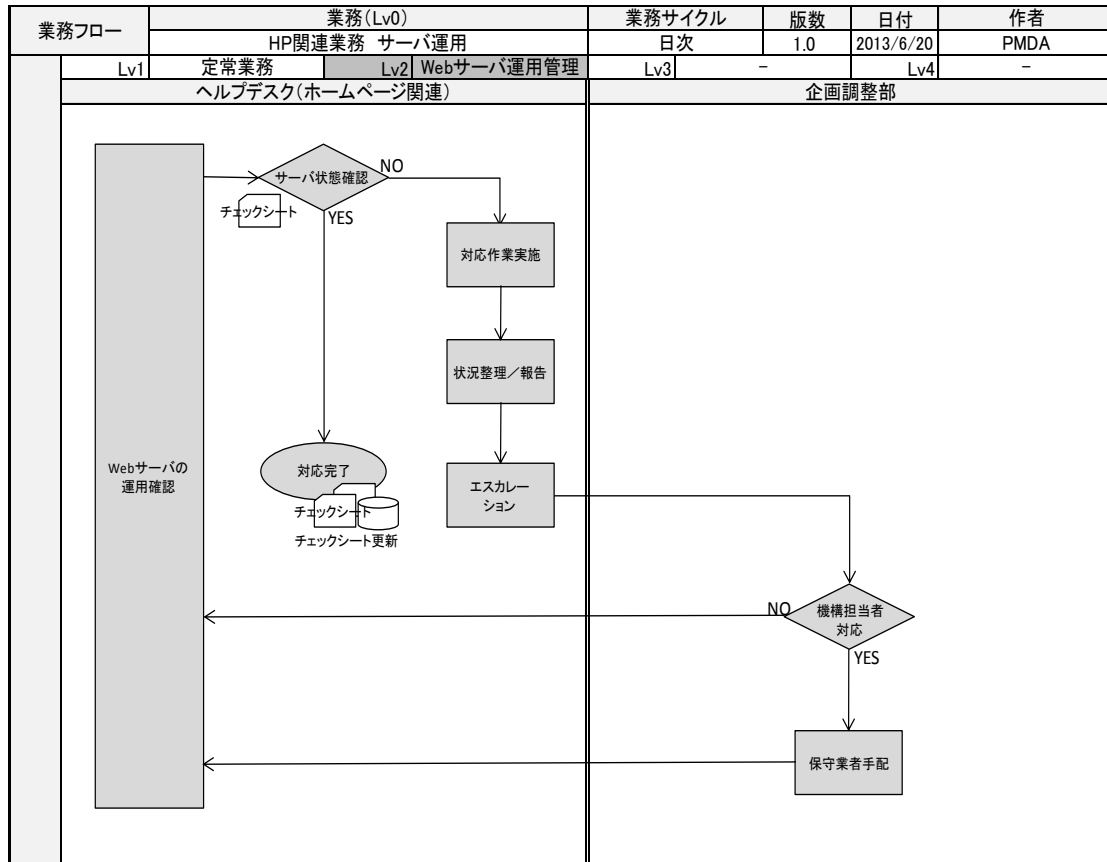 業務フロー
業務(Lv0)
業務サイクル
版数
日付
作者
HP関連業務 サーバ運用
日次
1.0
2013/6/20
PMDA
Lv1
定常業務
Lv2
Webサーバ運用管理
Lv3
－
Lv4
－
ヘルプデスク(ホームページ関連)
企画調整部
サーバ状態確認
NO
チェックシート
YES
対応作業実施
状況整理／報告
Webサーバの
運用確認
対応完了
エスカレー
ション
チェックシート
チェックシート更新
NO
機構担当者
対応
YES
保守業者手配